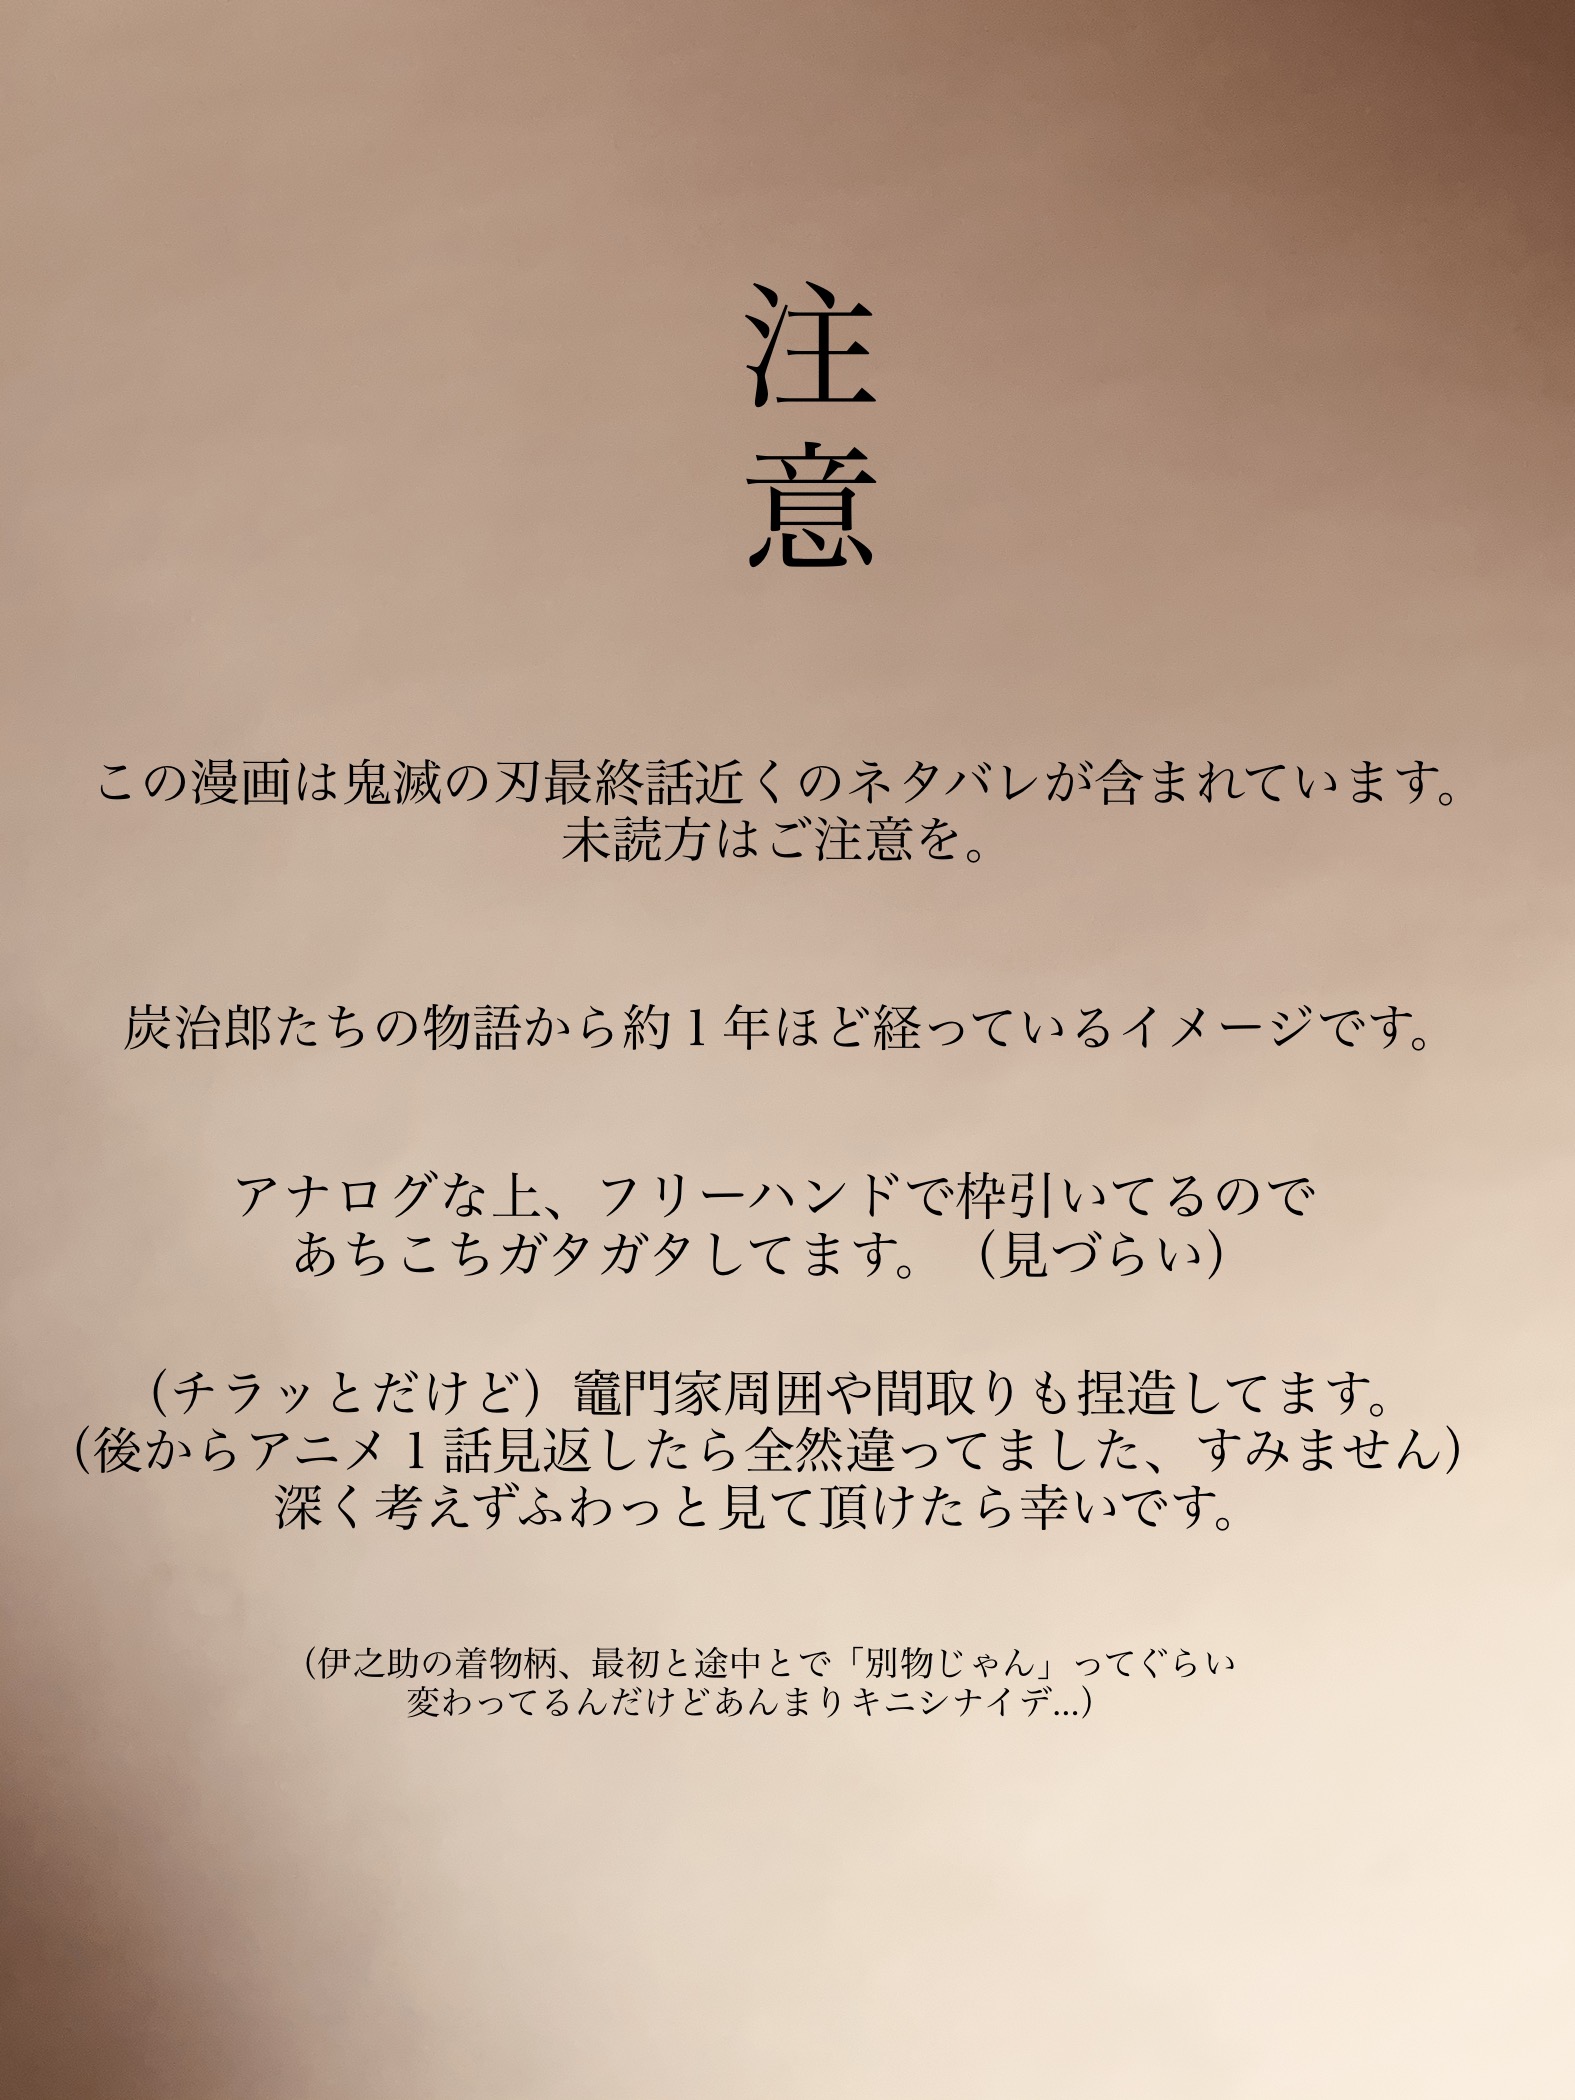 注意
この漫画は鬼滅の刃最終話近くのネタバレが含まれています。
未読方はご注意を。
炭治郎たちの物語から約1年ほど経っているイメージです。
アナログな上、フリーハンドで枠引いてるので
あちこちガタガタしてます。（見づらい）
（チラッとだけど）竈門家周囲や間取りも捏造してます。
(後からアニメ1話見返したら全然違ってました、すみません)
深く考えずふわっと見て頂けたら幸いです。
(伊之助の着物柄、最初と途中とで「別物じゃん」ってぐらい
変わってるんだけどあんまりキニシナイデ...)